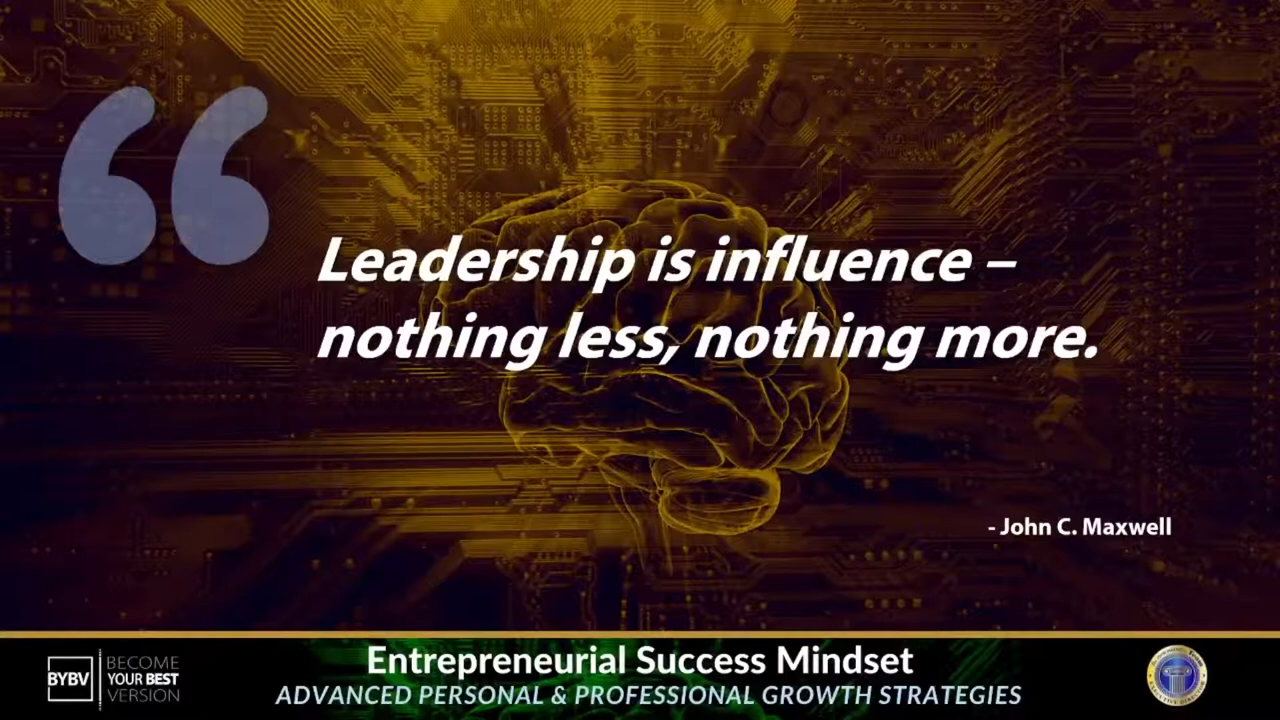 “
Leadership is influence –
nothing less, nothing more.
- John C. Maxwell
Entrepreneurial Success Mindset
ADVANCED PERSONAL & PROFESSIONAL GROWTH STRATEGIES
BYBV
BECOME
YOUR BEST
VERSION